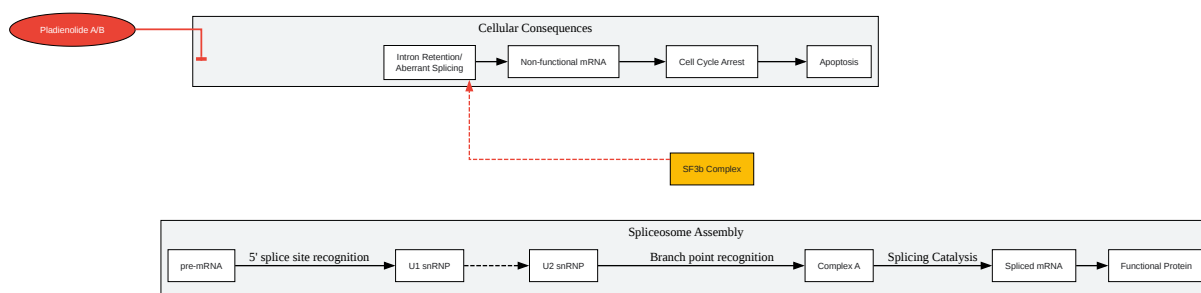 Pladienolide A/B
Cellular Consequences
Intron Retention/
Aberrant Splicing
Non-functional mRNA
Cell Cycle Arrest
Apoptosis
SF3b Complex
Spliceosome Assembly
pre-mRNA
5' splice site recognition
U1 snRNP
U2 snRNP
Branch point recognition
Complex A
Splicing Catalysis
Spliced mRNA
Functional Protein